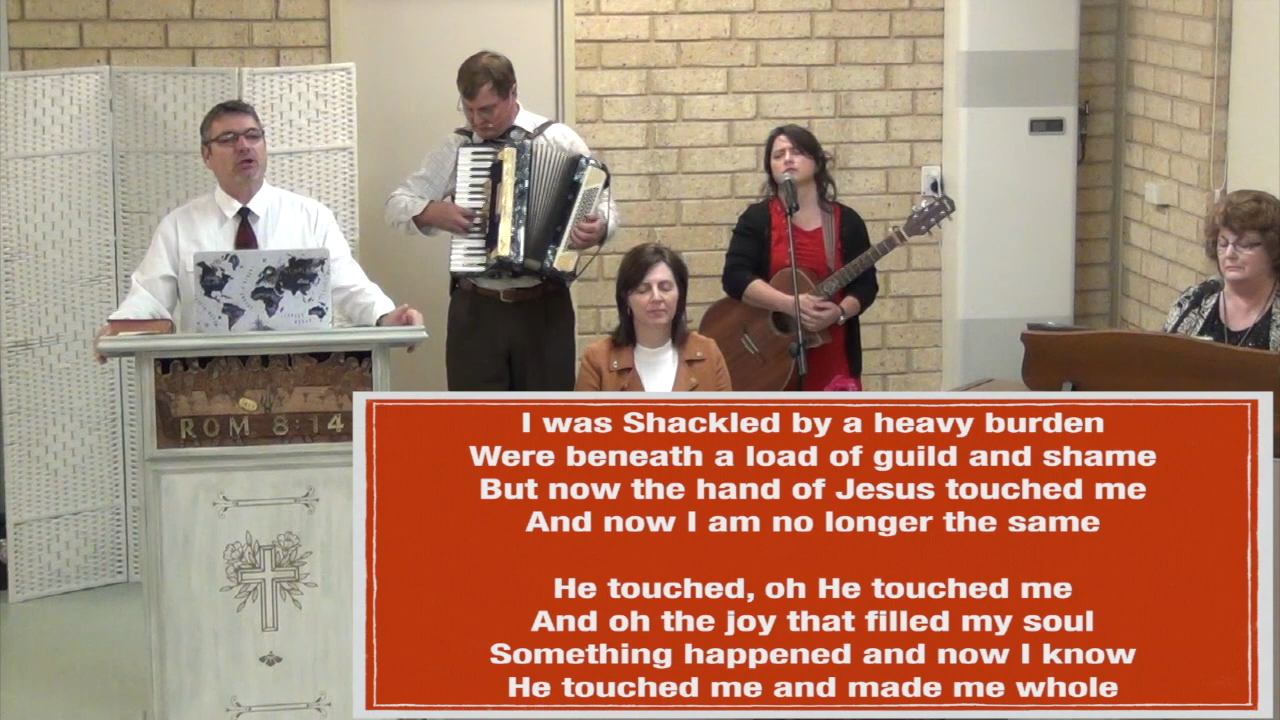 ROM 8:14
I was Shackled by a heavy burden
Were beneath a load of guild and shame
But now the hand of Jesus touched me
And now I am no longer the same
He touched, oh He touched me
And oh the joy that filled my soul
Something happened and now I know
He touched me and made me whole